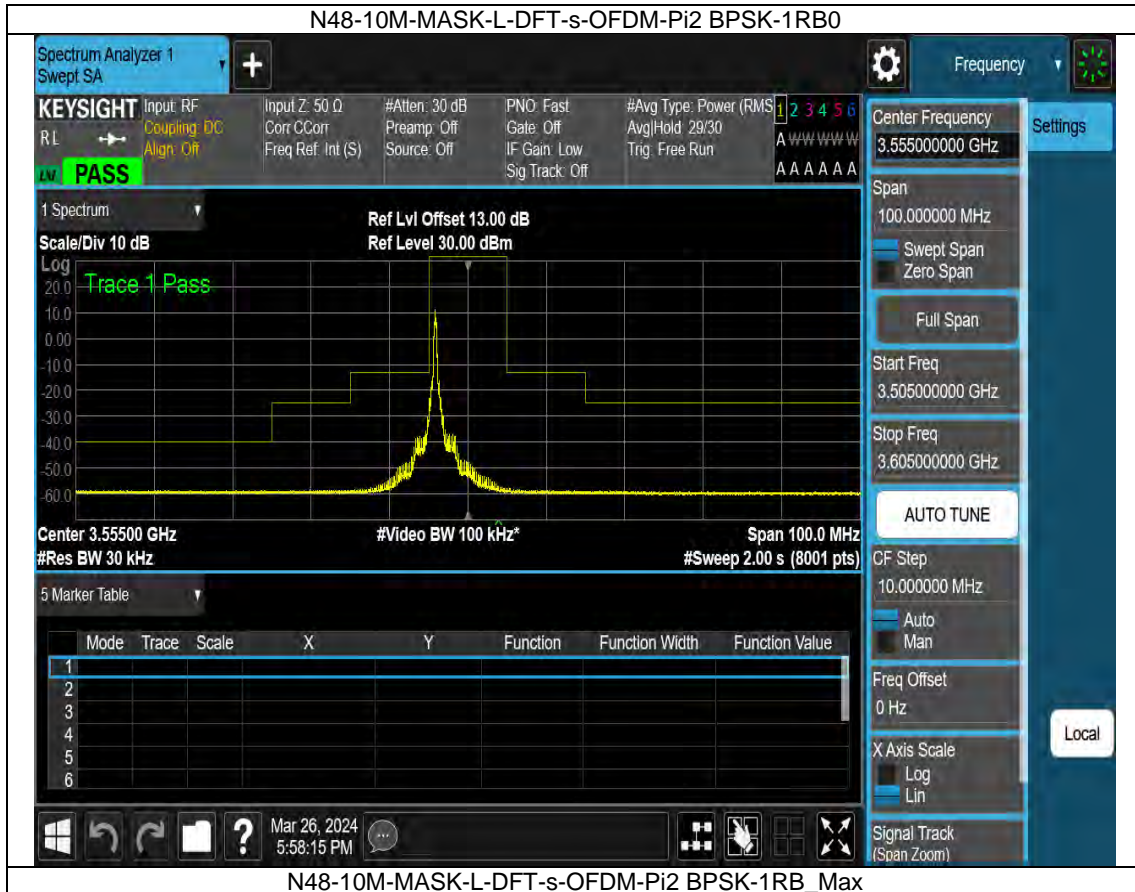 N48-10M-MASK-L-DFT-s-OFDM-Pi2 BPSK-1RB0
Spectrum Analyzer 1
Swept SA
Frequency
KEYSIGHT
RL
PASS
Input: RF
Coupling: DC
Align: Off
Input Z: 50 Ω
Corr CCorr
Freq Ref: Int (S)
#Atten: 30 dB
Preamp: Off
Source: Off
PNO: Fast
Gate: Off
IF Gain: Low
Sig Track: Off
#Avg Type: Power (RMS
Avg|Hold: 29/30
Trig: Free Run
1 2 3 4 5 6
A W W W W W
A A A A A A
1 Spectrum
Scale/Div 10 dB
Ref Lvl Offset 13.00 dB
Ref Level 30.00 dBm
Log
Trace 1 Pass
20.0
10.0
0.00
-10.0
-20.0
-30.0
-40.0
-50.0
-60.0
Center 3.55500 GHz
#Video BW 100 kHz*
Span 100.0 MHz
#Res BW 30 kHz
#Sweep 2.00 s (8001 pts)
5 Marker Table
Mode Trace Scale X Y Function Function Width Function Value
1
2
3
4
5
6
Mar 26, 2024
5:58:15 PM
Center Frequency
3.555000000 GHz
Settings
Span
100.000000 MHz
Swept Span
Zero Span
Full Span
Start Freq
3.505000000 GHz
Stop Freq
3.605000000 GHz
AUTO TUNE
CF Step
10.000000 MHz
Auto
Man
Freq Offset
0 Hz
Local
X Axis Scale
Log
Lin
Signal Track
(Span Zoom)
N48-10M-MASK-L-DFT-s-OFDM-Pi2 BPSK-1RB_Max